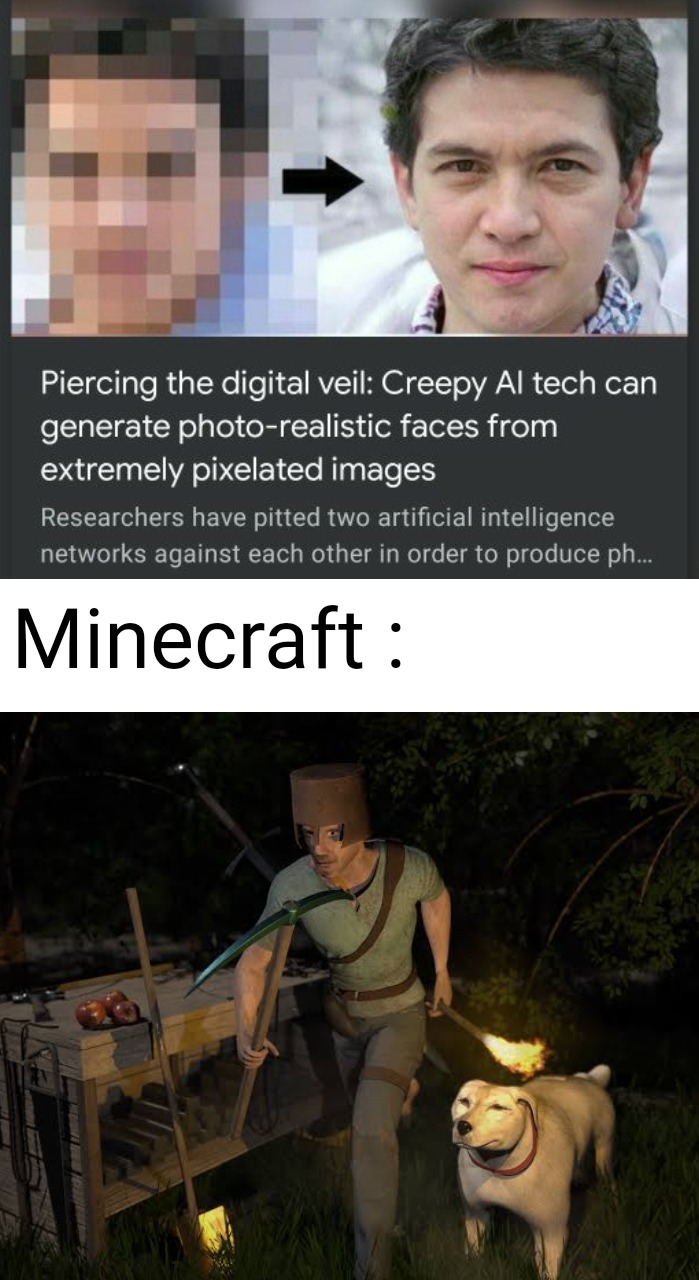 Piercing the digital veil: Creepy AI tech can
generate photo-realistic faces from
extremely pixelated images
Researchers have pitted two artificial intelligence
networks against each other in order to produce ph...
Minecraft :